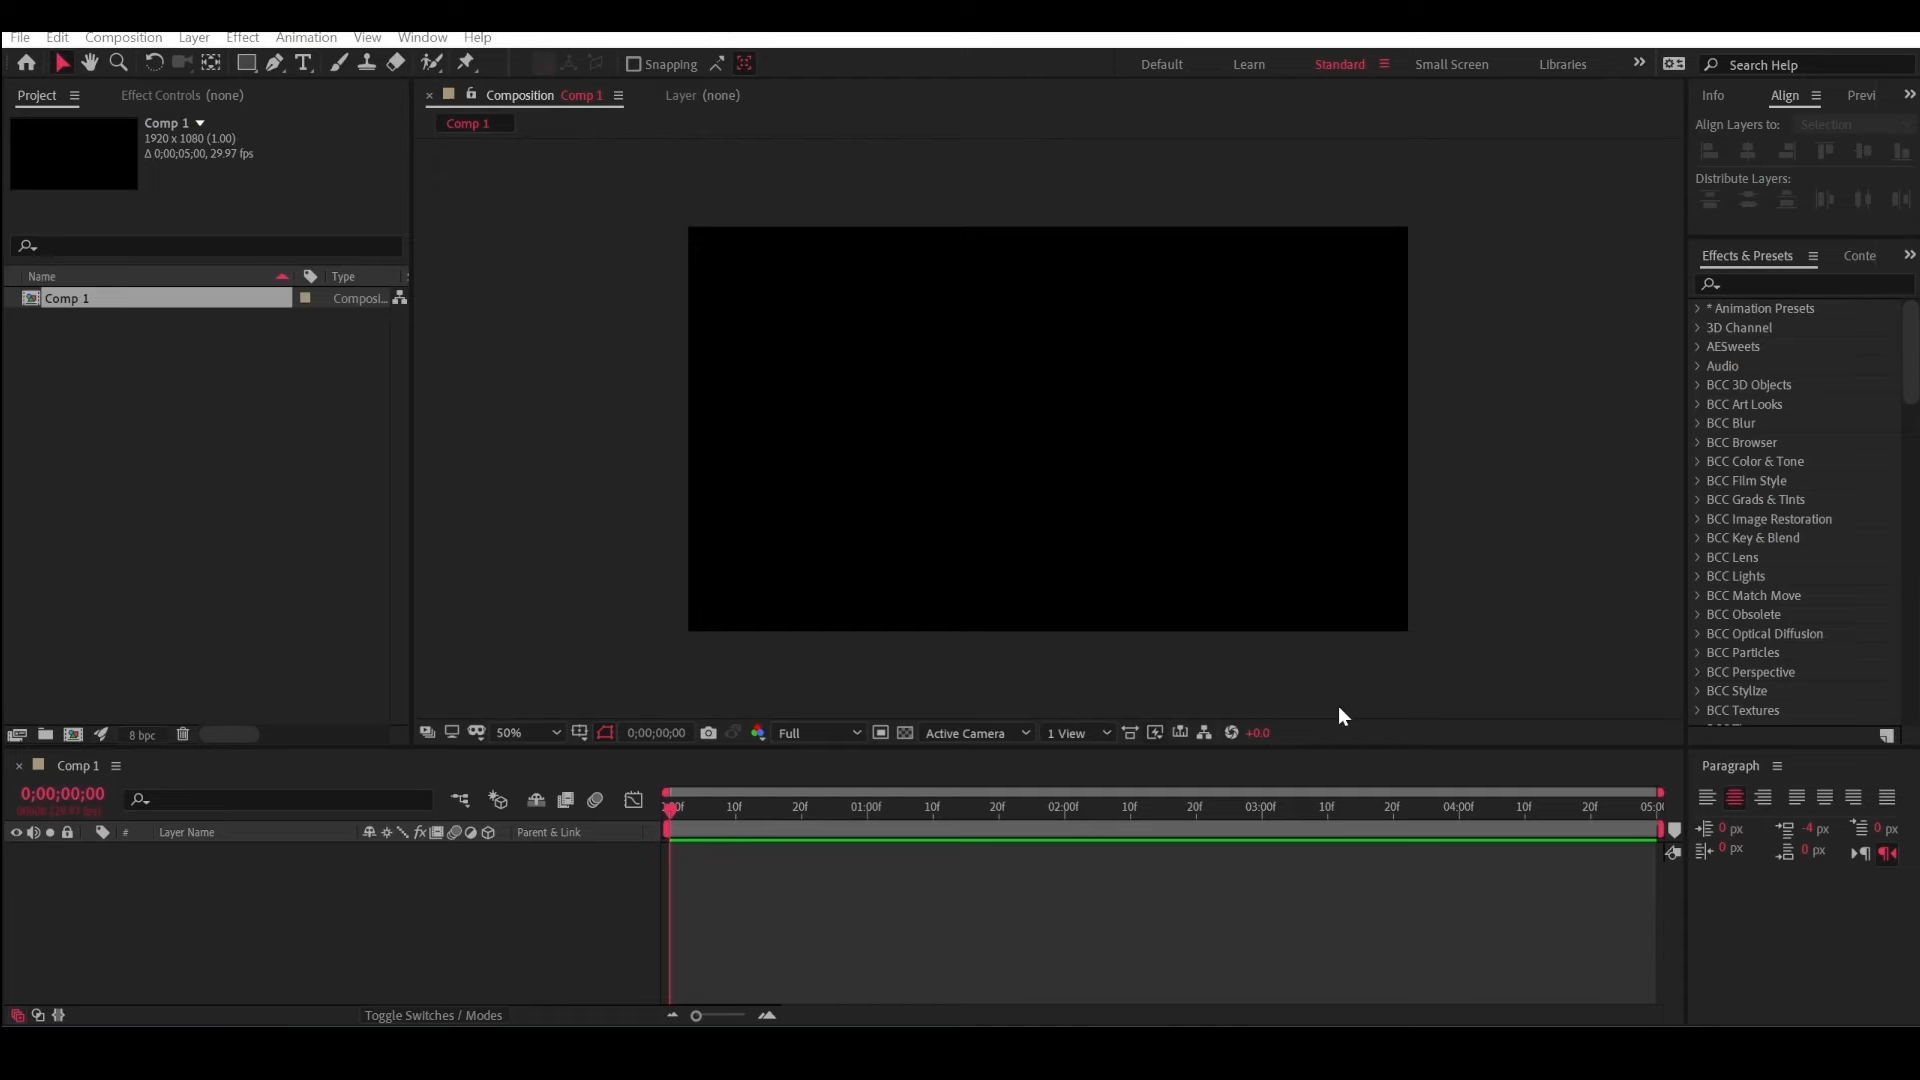 File Edit Composition Layer Effect Animation View Window Help
Snapping
Default Learn Standard Small Screen Libraries
Search Help
Project
Effect Controls (none)
Composition Comp 1
Layer (none)
Info Align Previ
Comp 1
1920 x 1080 (1.00)
Δ 0;00;05;00, 29.97 fps
Comp 1
Align Layers to: Selection
Distribute Layers:
Name Type
Comp 1 Composi...
Effects & Presets Conte
* Animation Presets
3D Channel
AESweets
Audio
BCC 3D Objects
BCC Art Looks
BCC Blur
BCC Browser
BCC Color & Tone
BCC Film Style
BCC Grads & Tints
BCC Image Restoration
BCC Key & Blend
BCC Lens
BCC Lights
BCC Match Move
BCC Obsolete
BCC Optical Diffusion
BCC Particles
BCC Perspective
BCC Stylize
BCC Textures
8 bpc
50% 0;00;00;00 Full Active Camera 1 View +0.0
Comp 1
0;00;00;00
10f 20f 01:00f 10f 20f 02:00f 10f 20f 03:00f 10f 20f 04:00f 10f 20f
# Layer Name fx Parent & Link
Toggle Switches / Modes
Paragraph
0 px -4 px 0 px
0 px 0 px